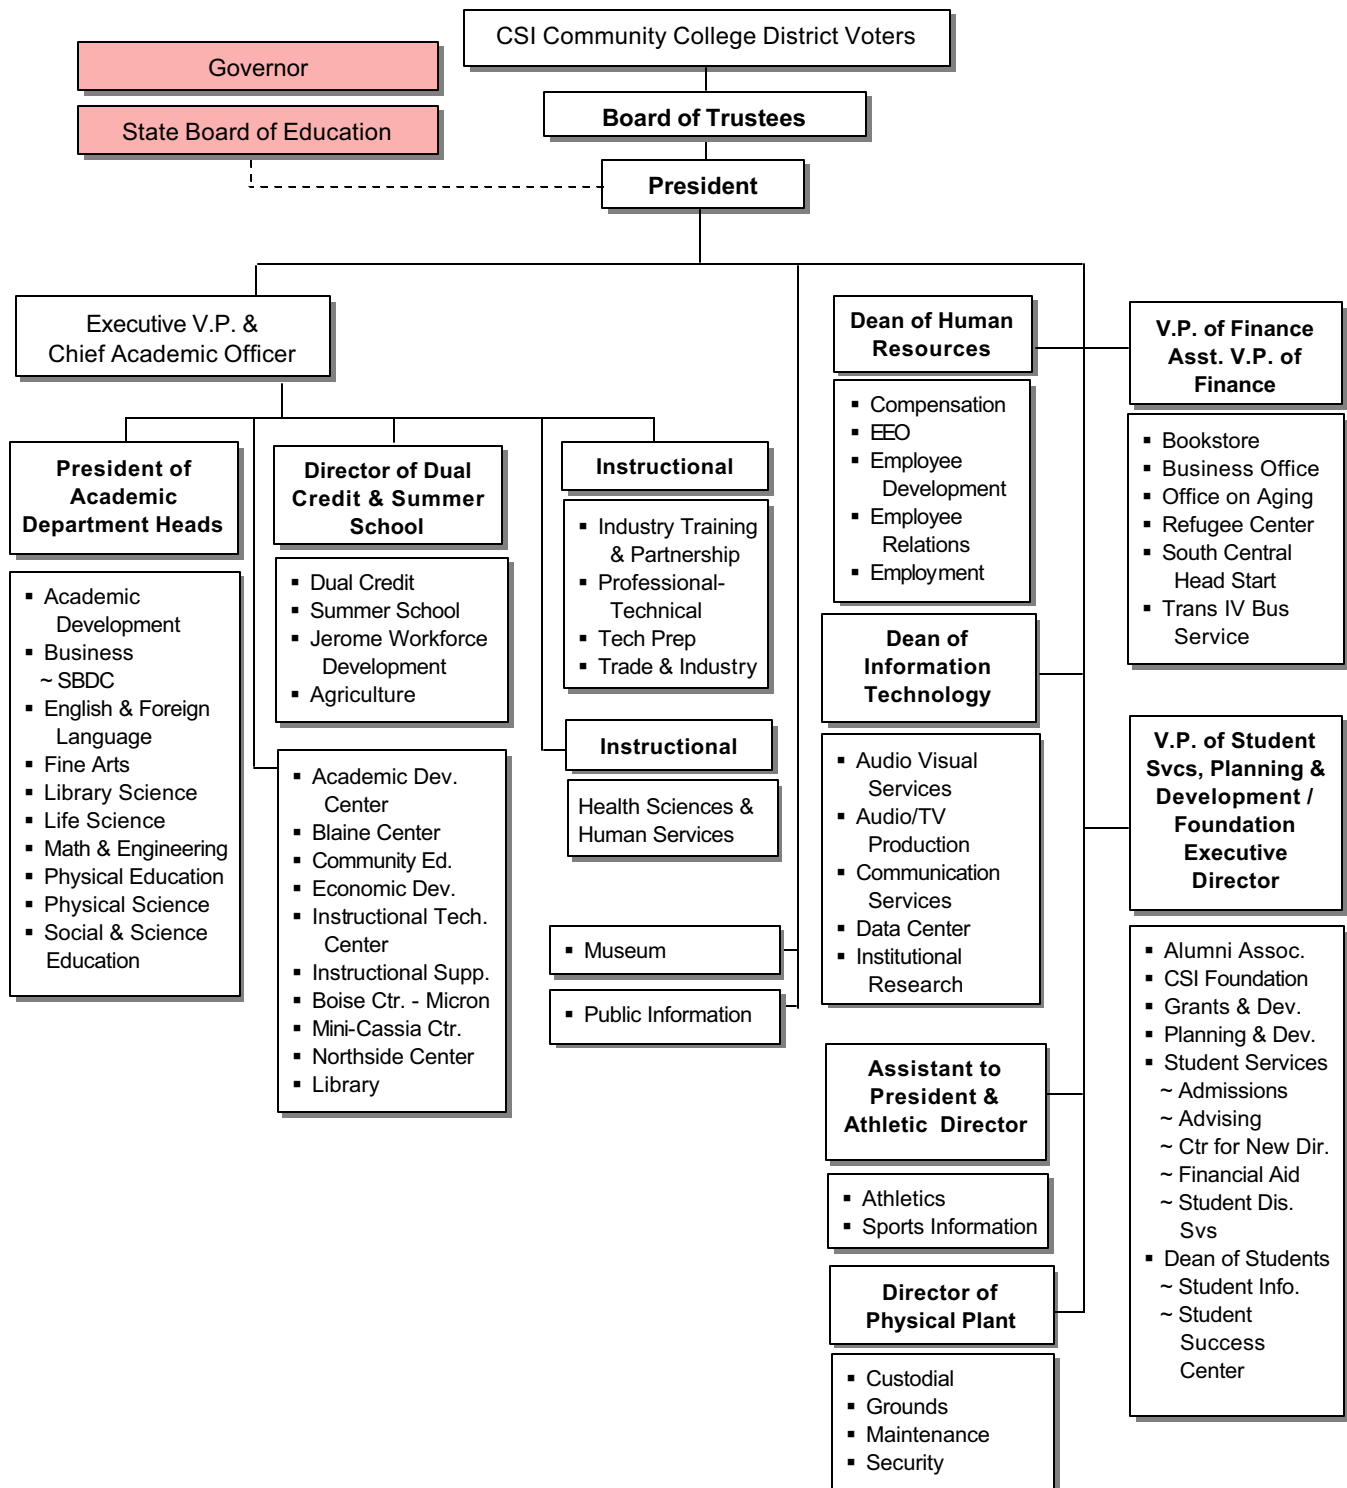 CSI Community College District Voters
Governor
State Board of Education
Board of Trustees
President
Executive V.P. &
Chief Academic Officer
President of
Academic
Department Heads
▪ Academic
Development
▪ Business
~ SBDC
▪ English & Foreign
Language
▪ Fine Arts
▪ Library Science
▪ Life Science
▪ Math & Engineering
▪ Physical Education
▪ Physical Science
▪ Social & Science
Education
Director of Dual
Credit & Summer
School
▪ Dual Credit
▪ Summer School
▪ Jerome Workforce
Development
▪ Agriculture
▪ Academic Dev.
Center
▪ Blaine Center
▪ Community Ed.
▪ Economic Dev.
▪ Instructional Tech.
Center
▪ Instructional Supp.
▪ Boise Ctr. - Micron
▪ Mini-Cassia Ctr.
▪ Northside Center
▪ Library
Instructional
▪ Industry Training
& Partnership
▪ Professional-
Technical
▪ Tech Prep
▪ Trade & Industry
Instructional
Health Sciences &
Human Services
▪ Museum
▪ Public Information
Dean of Human
Resources
▪ Compensation
▪ EEO
▪ Employee
Development
▪ Employee
Relations
▪ Employment
Dean of
Information
Technology
▪ Audio Visual
Services
▪ Audio/TV
Production
▪ Communication
Services
▪ Data Center
▪ Institutional
Research
Assistant to
President &
Athletic Director
▪ Athletics
▪ Sports Information
Director of
Physical Plant
▪ Custodial
▪ Grounds
▪ Maintenance
▪ Security
V.P. of Finance
Asst. V.P. of
Finance
▪ Bookstore
▪ Business Office
▪ Office on Aging
▪ Refugee Center
▪ South Central
Head Start
▪ Trans IV Bus
Service
V.P. of Student
Svcs, Planning &
Development /
Foundation
Executive
Director
▪ Alumni Assoc.
▪ CSI Foundation
▪ Grants & Dev.
▪ Planning & Dev.
▪ Student Services
~ Admissions
~ Advising
~ Ctr for New Dir.
~ Financial Aid
~ Student Dis.
Svs
▪ Dean of Students
~ Student Info.
~ Student
Success
Center